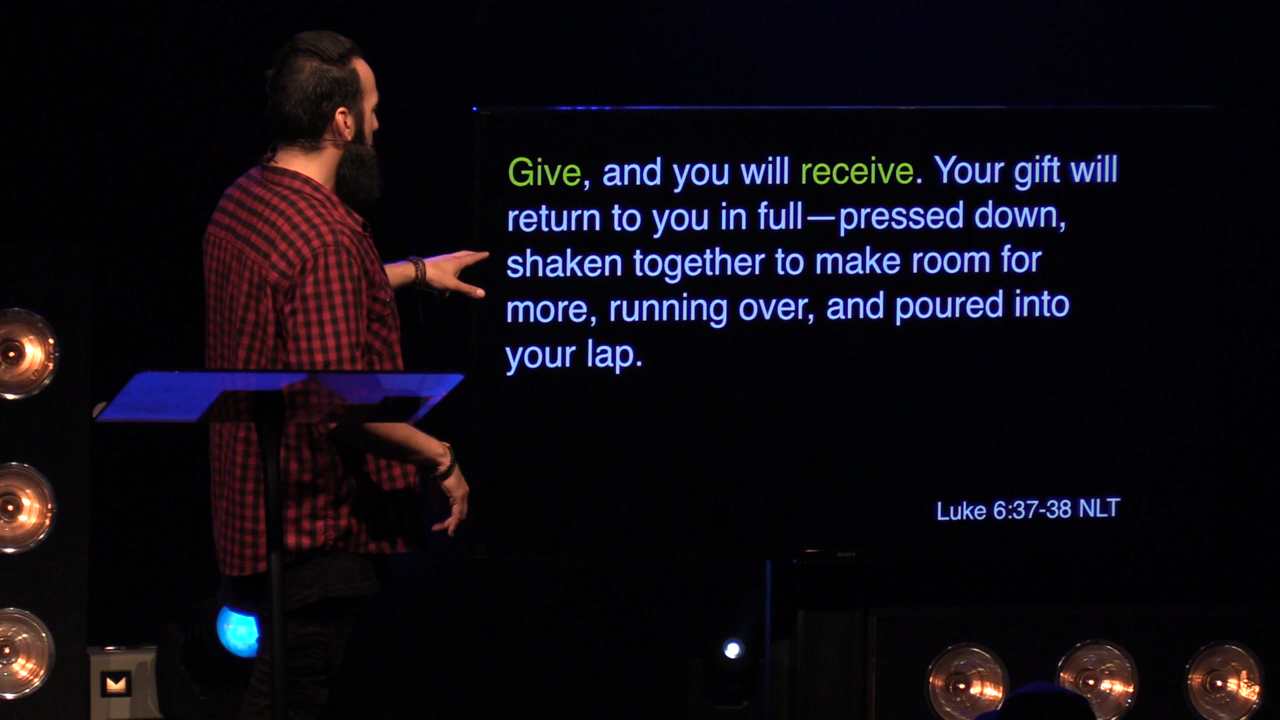 Give, and you will receive. Your gift will
return to you in full—pressed down,
shaken together to make room for
more, running over, and poured into
your lap.
Luke 6:37-38 NLT